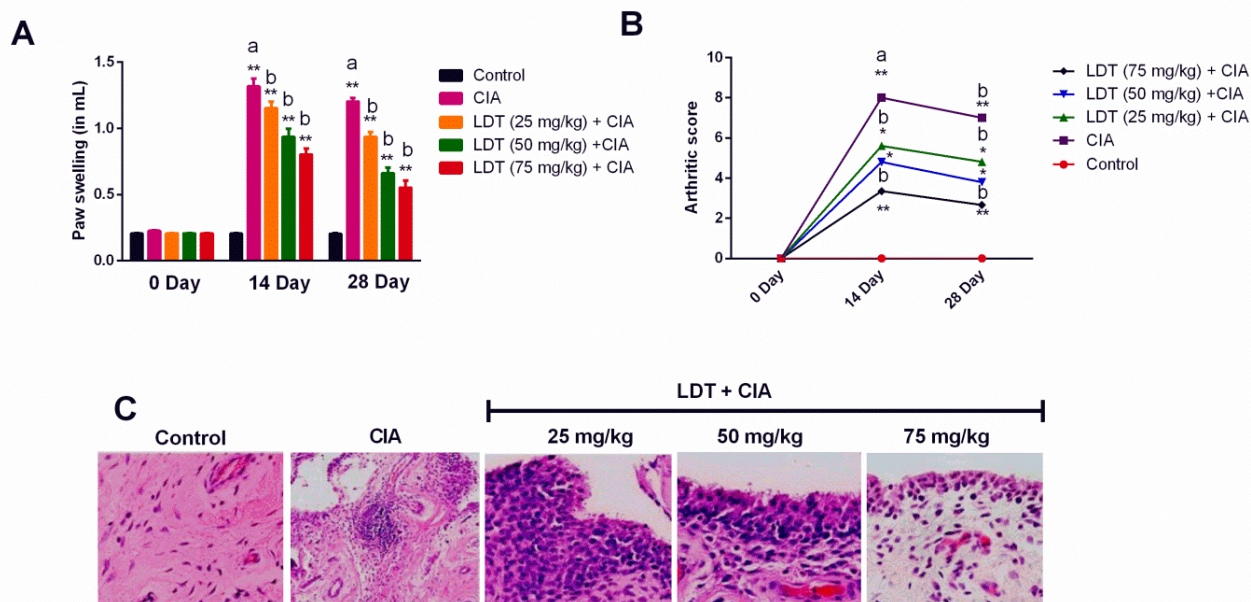 A
Paw swelling (in mL)
1.5
1.0
0.5
0.0
a
**
b
**
b
**
b
**
a
**
b
**
b
**
b
**
0 Day
14 Day
28 Day
Control
CIA
LDT (25 mg/kg) + CIA
LDT (50 mg/kg) +CIA
LDT (75 mg/kg) + CIA
B
Arthritic score
10
8
6
4
2
0
a
**
b
*
*
b
**
b
**
b
*
*
b
**
0 Day
14 Day
28 Day
LDT (75 mg/kg) + CIA
LDT (50 mg/kg) +CIA
LDT (25 mg/kg) + CIA
CIA
Control
C
LDT + CIA
Control
CIA
25 mg/kg
50 mg/kg
75 mg/kg